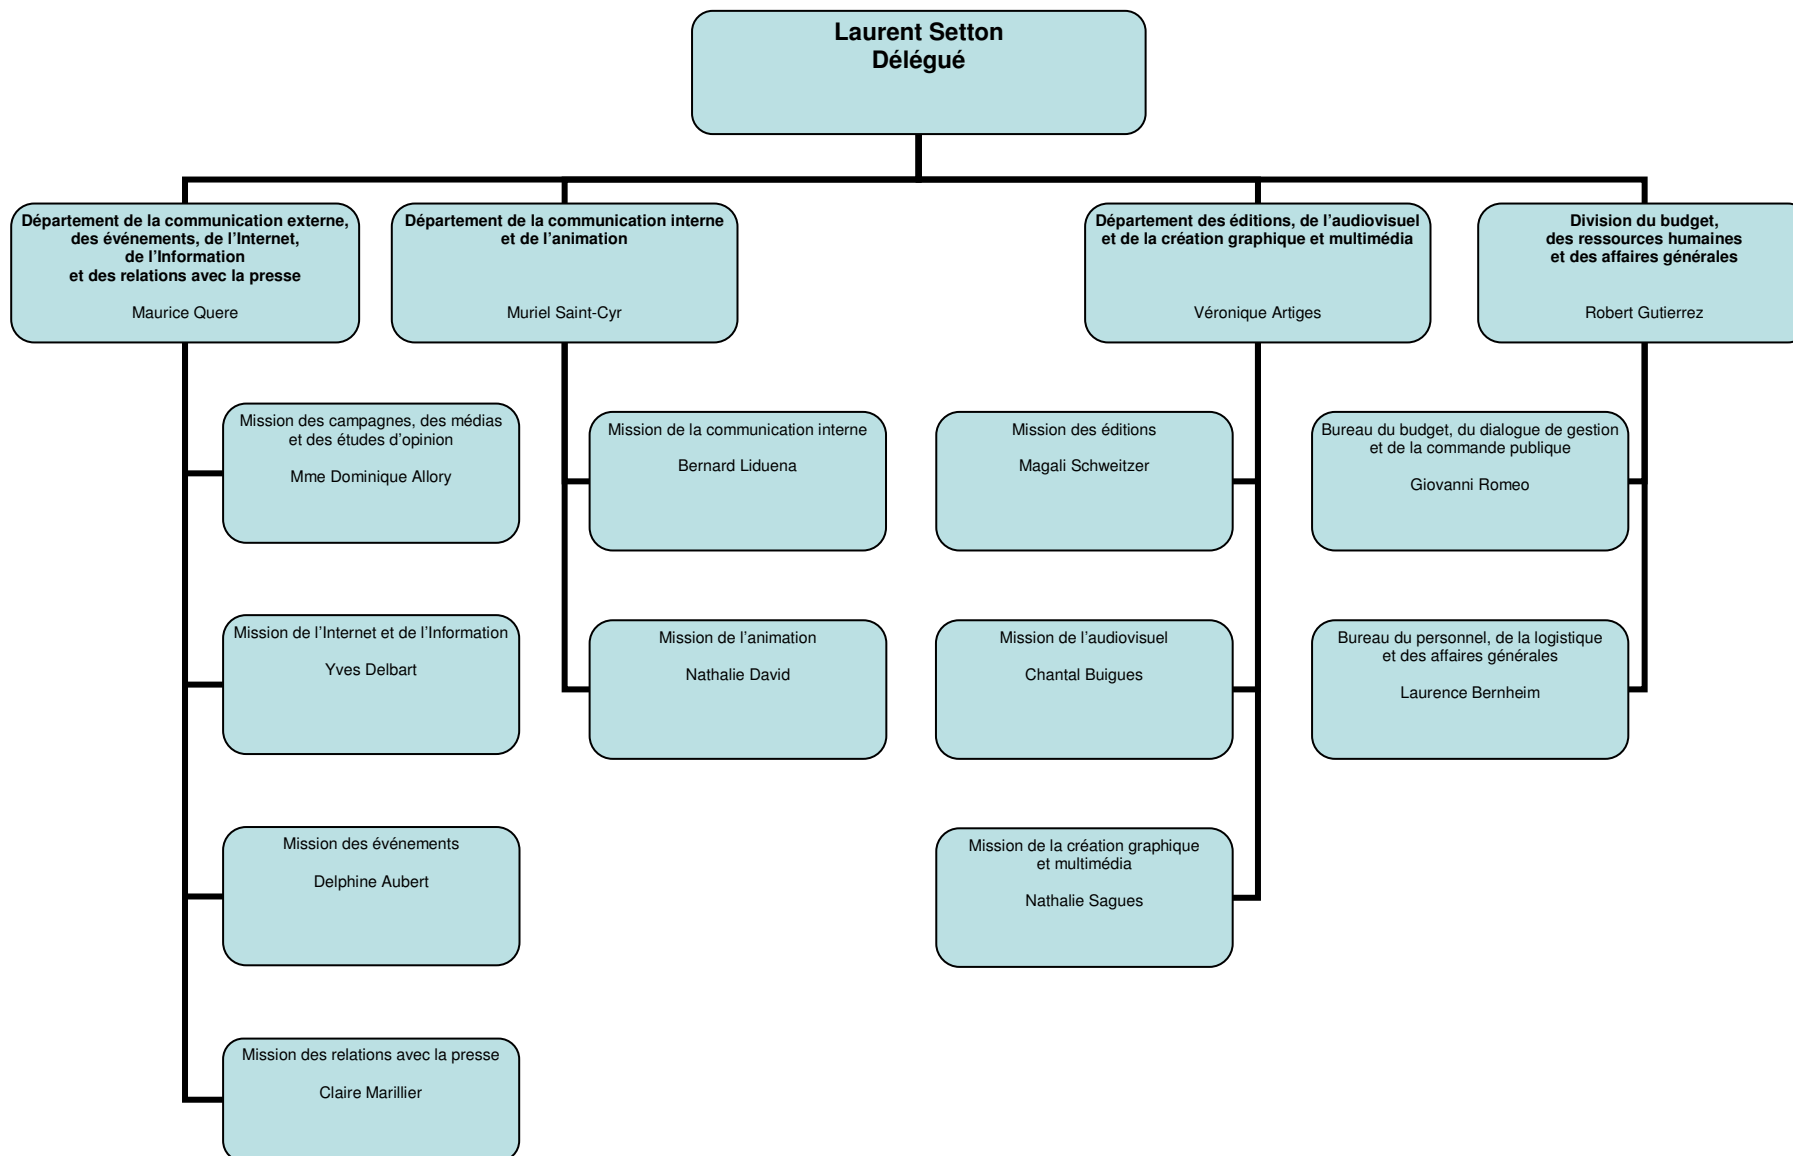 Laurent Setton
Délégué
Département de la communication externe,
des événements, de l’Internet,
de l’Information
et des relations avec la presse
Maurice Quere
Département de la communication interne
et de l’animation
Muriel Saint-Cyr
Département des éditions, de l’audiovisuel
et de la création graphique et multimédia
Véronique Artiges
Division du budget,
des ressources humaines
et des affaires générales
Robert Gutierrez
Mission des campagnes, des médias
et des études d’opinion
Mme Dominique Allory
Mission de la communication interne
Bernard Liduena
Mission des éditions
Magali Schweitzer
Bureau du budget, du dialogue de gestion
et de la commande publique
Giovanni Romeo
Mission de l’Internet et de l’Information
Yves Delbart
Mission de l’animation
Nathalie David
Mission de l’audiovisuel
Chantal Buigues
Bureau du personnel, de la logistique
et des affaires générales
Laurence Bernheim
Mission des événements
Delphine Aubert
Mission de la création graphique
et multimédia
Nathalie Sagues
Mission des relations avec la presse
Claire Marillier